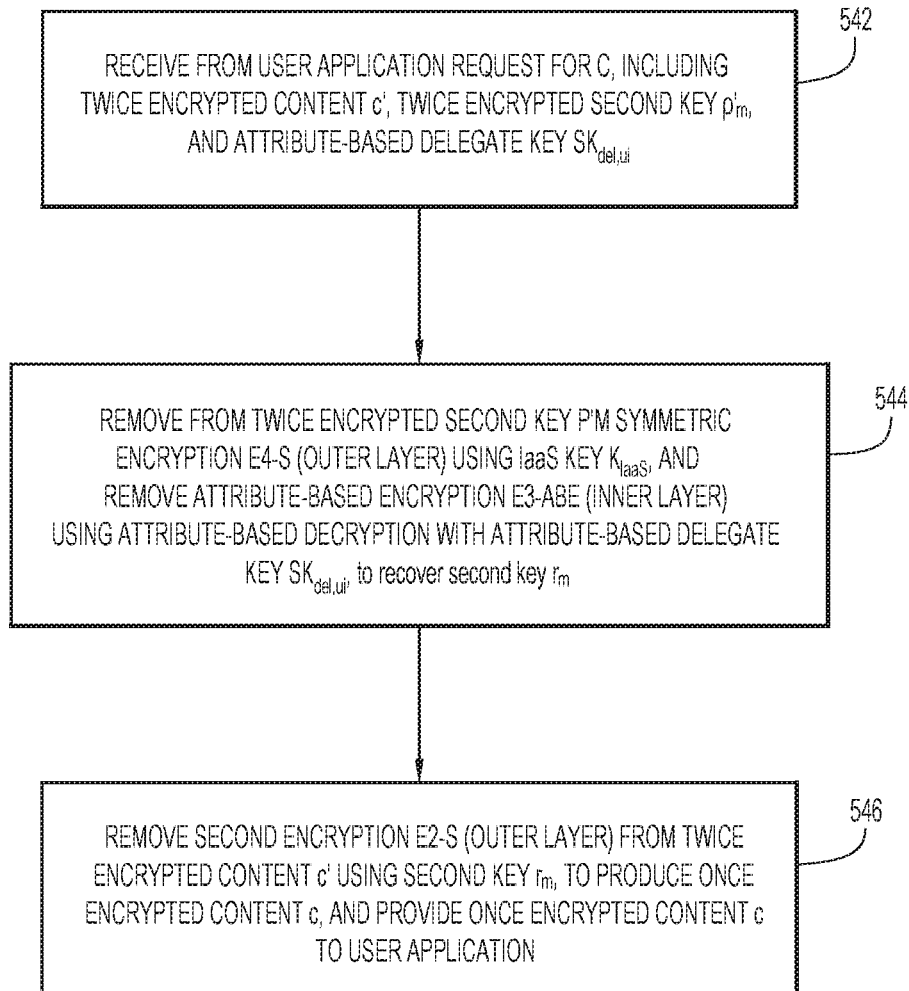 542
RECEIVE FROM USER APPLICATION REQUEST FOR C, INCLUDING
TWICE ENCRYPTED CONTENT c', TWICE ENCRYPTED SECOND KEY ρ'm,
AND ATTRIBUTE-BASED DELEGATE KEY SKdel,ui
544
REMOVE FROM TWICE ENCRYPTED SECOND KEY P'M SYMMETRIC
ENCRYPTION E4-S (OUTER LAYER) USING IaaS KEY KIaaS, AND
REMOVE ATTRIBUTE-BASED ENCRYPTION E3-ABE (INNER LAYER)
USING ATTRIBUTE-BASED DECRYPTION WITH ATTRIBUTE-BASED DELEGATE
KEY SKdel,ui, to recover second key rm
546
REMOVE SECOND ENCRYPTION E2-S (OUTER LAYER) FROM TWICE
ENCRYPTED CONTENT c' USING SECOND KEY rm, TO PRODUCE ONCE
ENCRYPTED CONTENT c, AND PROVIDE ONCE ENCRYPTED CONTENT c
TO USER APPLICATION